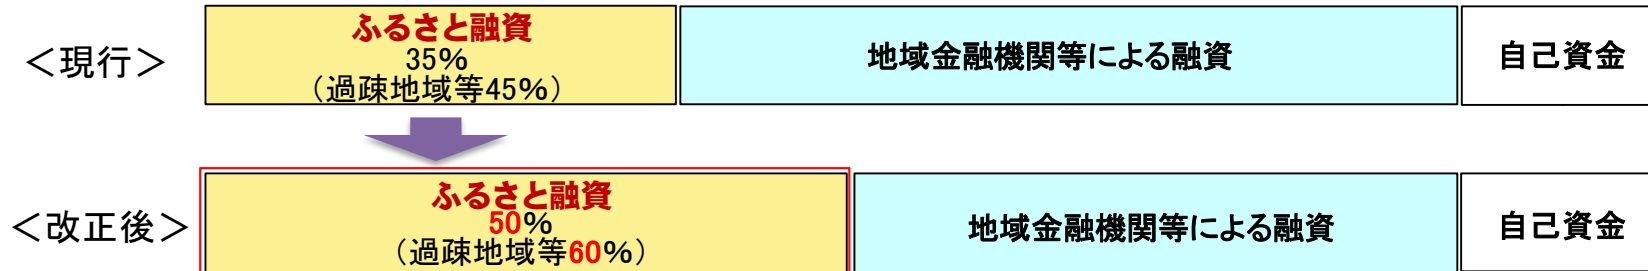 ＜現行＞
ふるさと融資
35%
（過疎地域等45%）
地域金融機関等による融資
自己資金
＜改正後＞
ふるさと融資
50%
（過疎地域等60%）
地域金融機関等による融資
自己資金